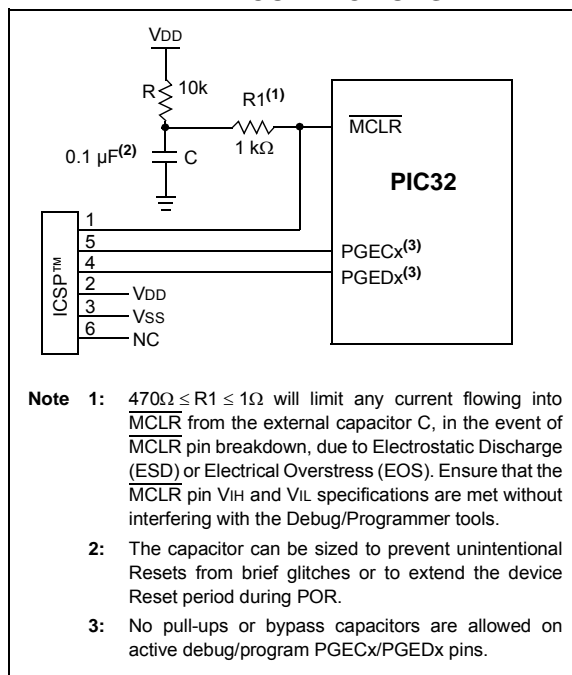 VDD
R
10k
R1(1)
1 kΩ
MCLR
0.1 µF(2)
C
PIC32
1
5
4
2
3
6
ICSP™
PGECx(3)
PGEDx(3)
VDD
VSS
NC
Note 1: 470Ω ≤ R1 ≤ 1Ω will limit any current flowing into
MCLR from the external capacitor C, in the event of
MCLR pin breakdown, due to Electrostatic Discharge
(ESD) or Electrical Overstress (EOS). Ensure that the
MCLR pin VIH and VIL specifications are met without
interfering with the Debug/Programmer tools.
2: The capacitor can be sized to prevent unintentional
Resets from brief glitches or to extend the device
Reset period during POR.
3: No pull-ups or bypass capacitors are allowed on
active debug/program PGECx/PGEDx pins.